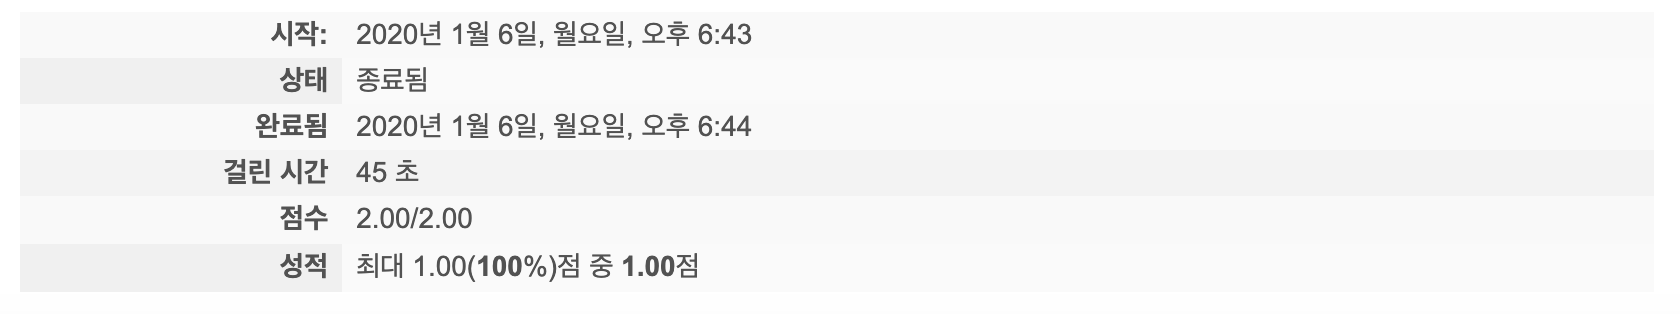 시작: 2020년 1월 6일, 월요일, 오후 6:43
상태 종료됨
완료됨 2020년 1월 6일, 월요일, 오후 6:44
걸린 시간 45 초
점수 2.00/2.00
성적 최대 1.00(100%)점 중 1.00점